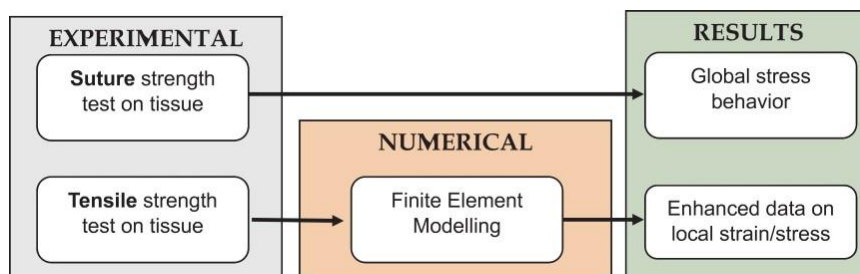 EXPERIMENTAL
Suture strength
test on tissue
Tensile strength
test on tissue
NUMERICAL
Finite Element
Modelling
RESULTS
Global stress
behavior
Enhanced data on
local strain/stress